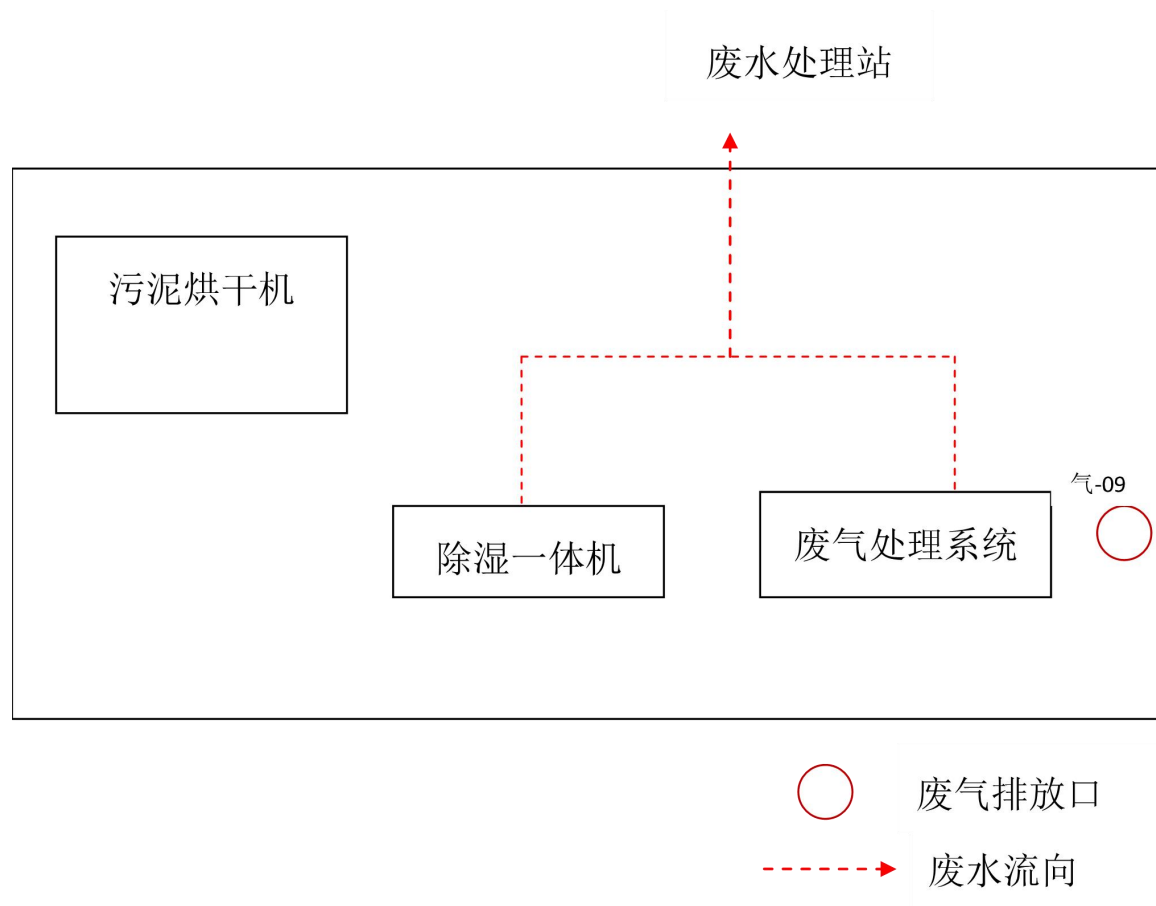 废水处理站
污泥烘干机
气-09
除湿一体机
废气处理系统
废气排放口
废水流向